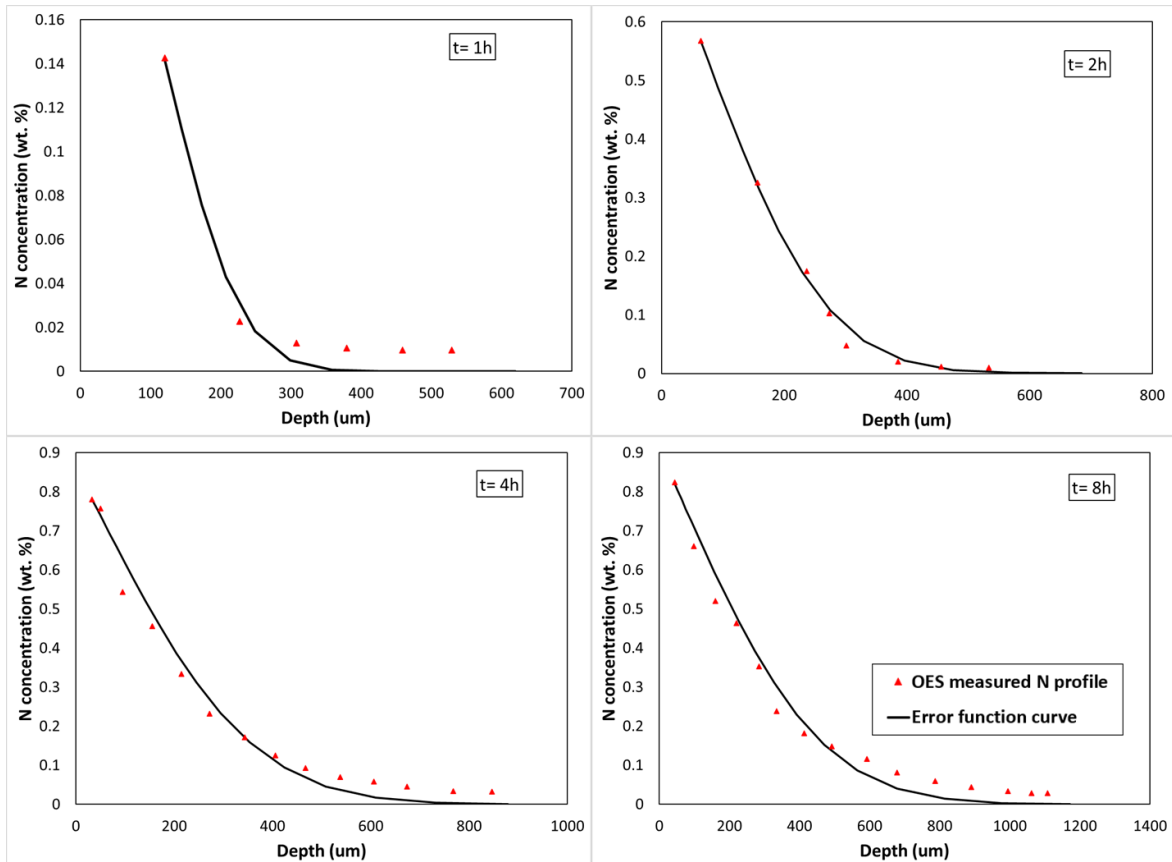 t= 1h
N concentration (wt. %)
0.16
0.14
0.12
0.1
0.08
0.06
0.04
0.02
0
0 100 200 300 400 500 600 700
Depth (um)
t= 2h
N concentration (wt. %)
0.6
0.5
0.4
0.3
0.2
0.1
0
0 200 400 600 800
Depth (um)
t= 4h
N concentration (wt. %)
0.9
0.8
0.7
0.6
0.5
0.4
0.3
0.2
0.1
0
0 200 400 600 800 1000
Depth (um)
t= 8h
N concentration (wt. %)
0.9
0.8
0.7
0.6
0.5
0.4
0.3
0.2
0.1
0
OES measured N profile
Error function curve
0 200 400 600 800 1000 1200 1400
Depth (um)